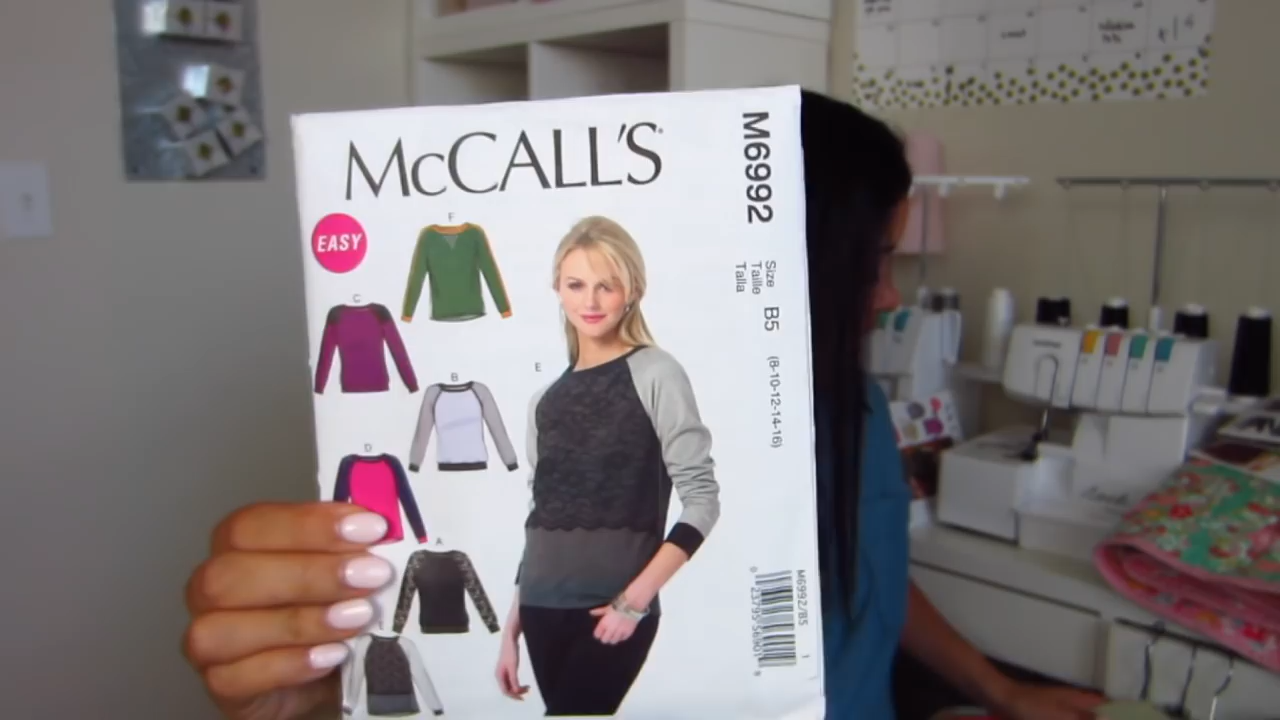 McCALL'S
M6992
EASY
Size
Taille
Talla
B5
(8-10-12-14-16)
F
C
E
B
D
A
M6992/B5